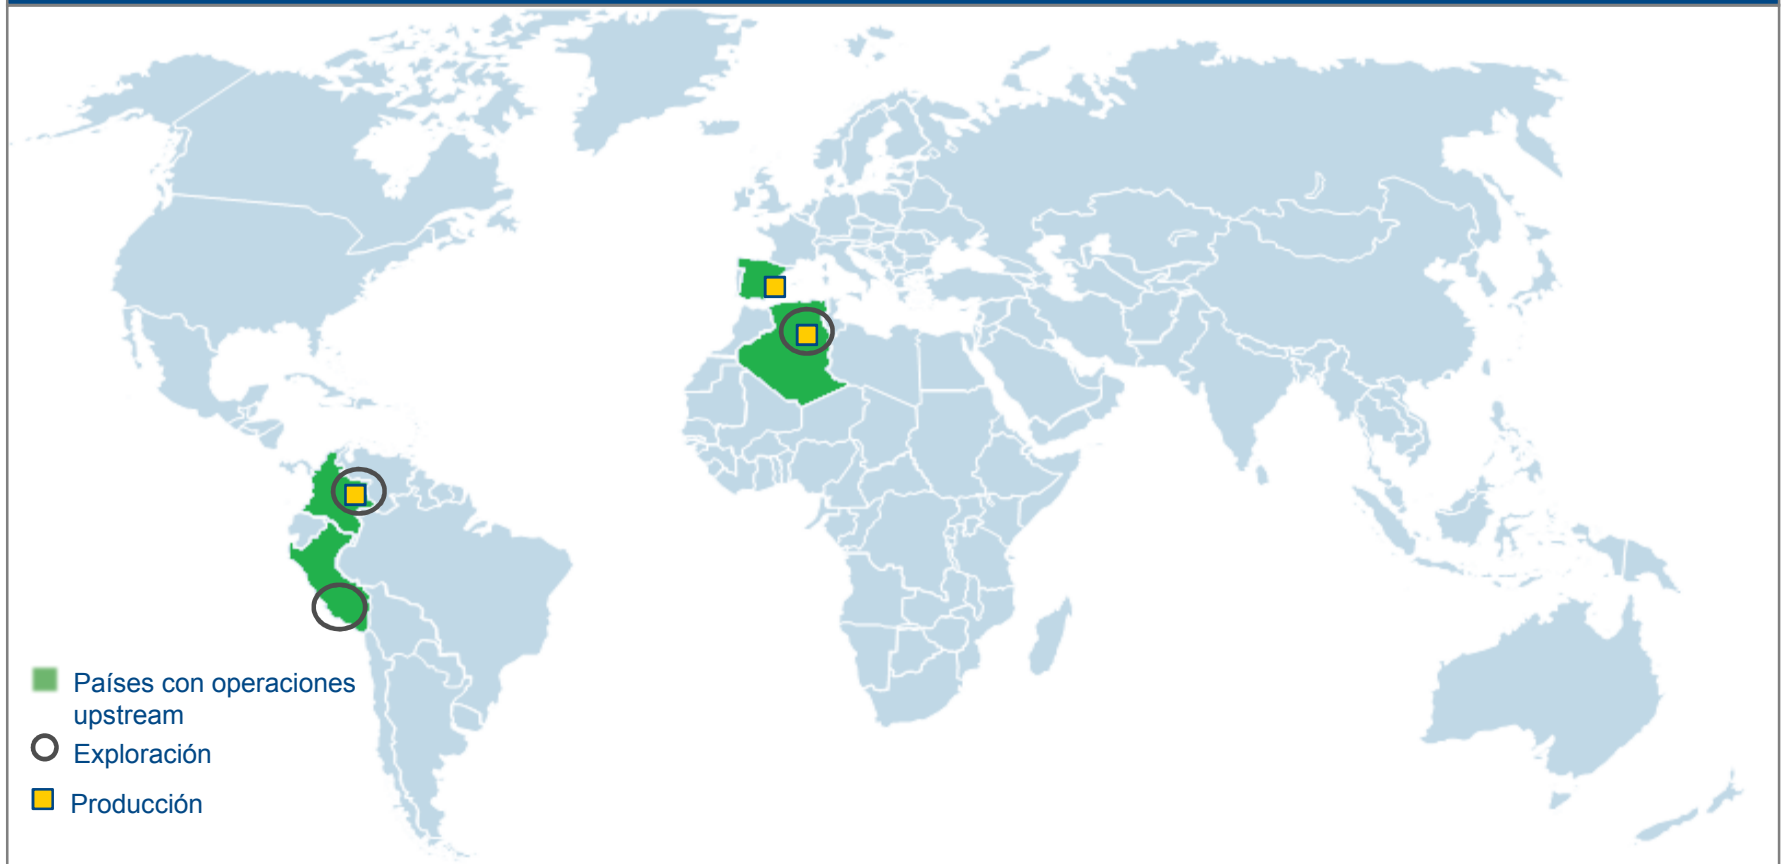 Países con operaciones
upstream
Exploración
Producción